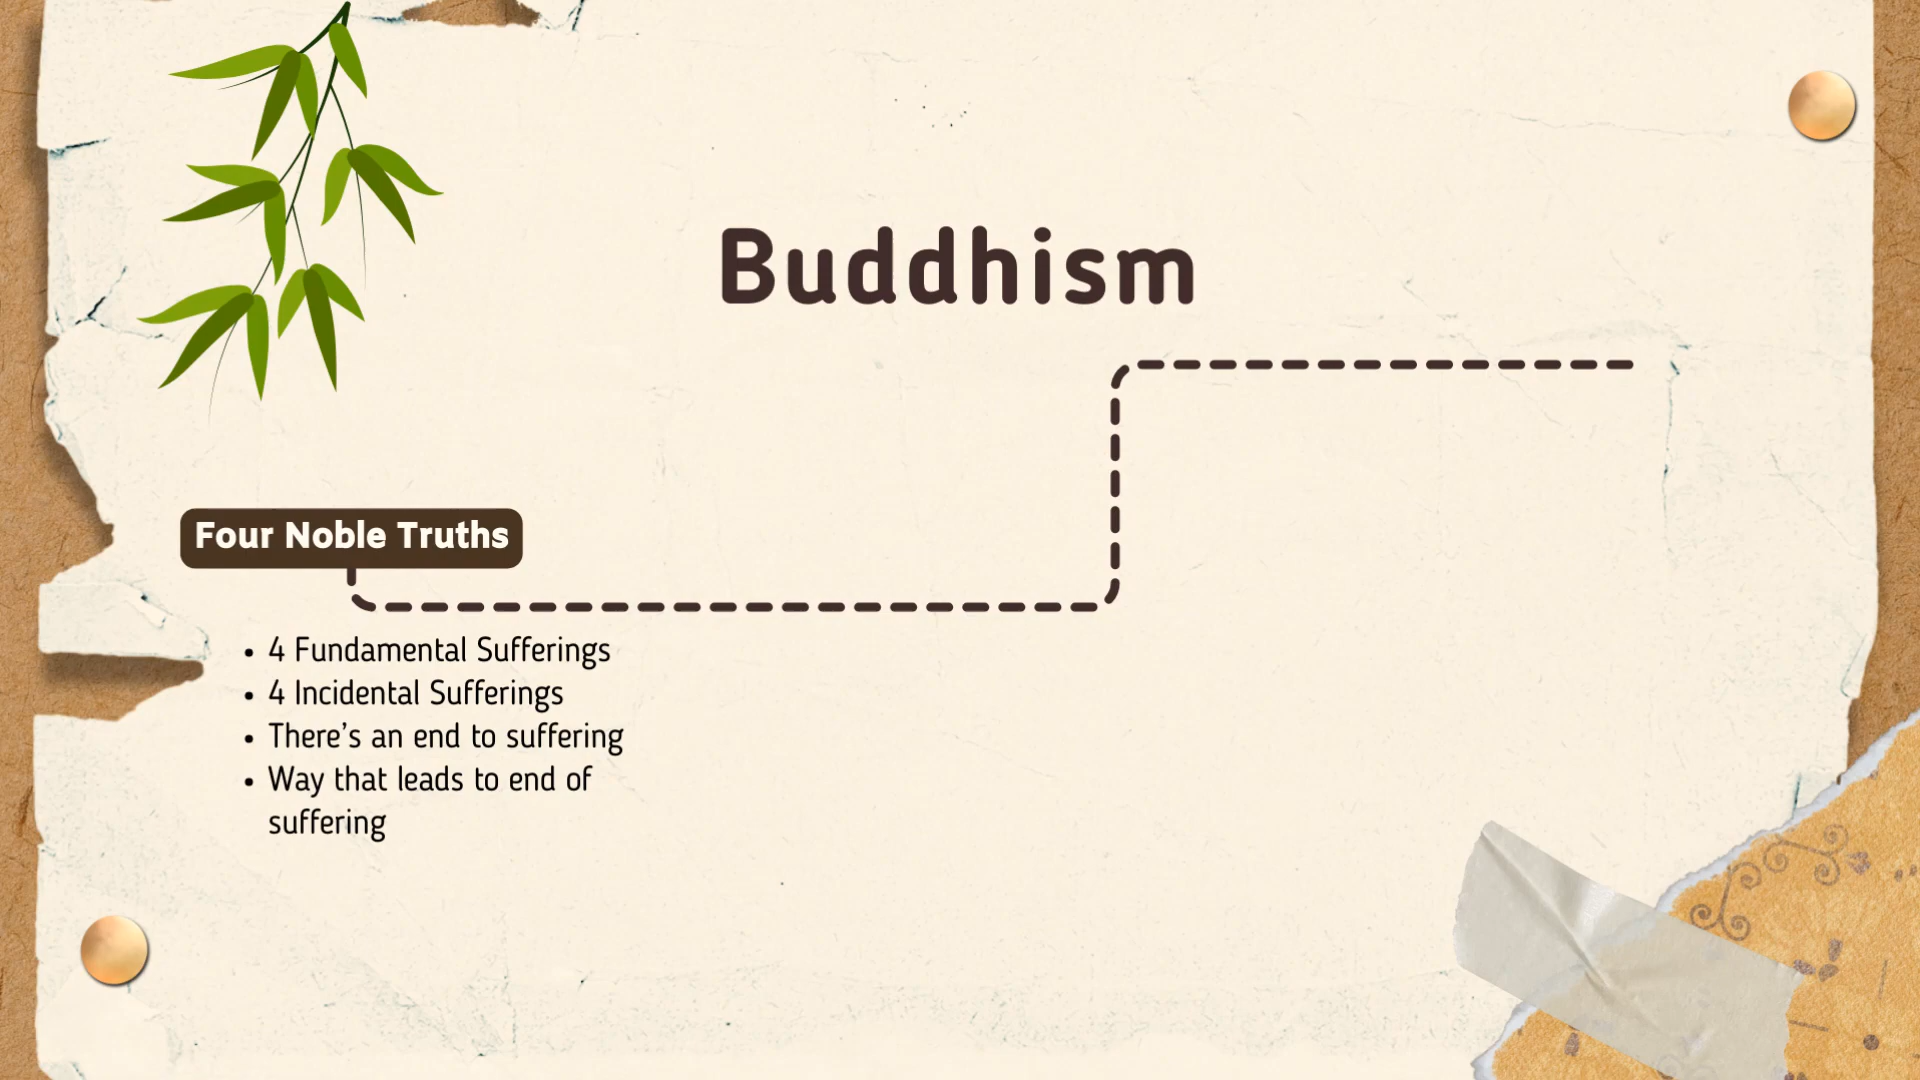 Buddhism
Four Noble Truths
• 4 Fundamental Sufferings
• 4 Incidental Sufferings
• There’s an end to suffering
• Way that leads to end of
suffering